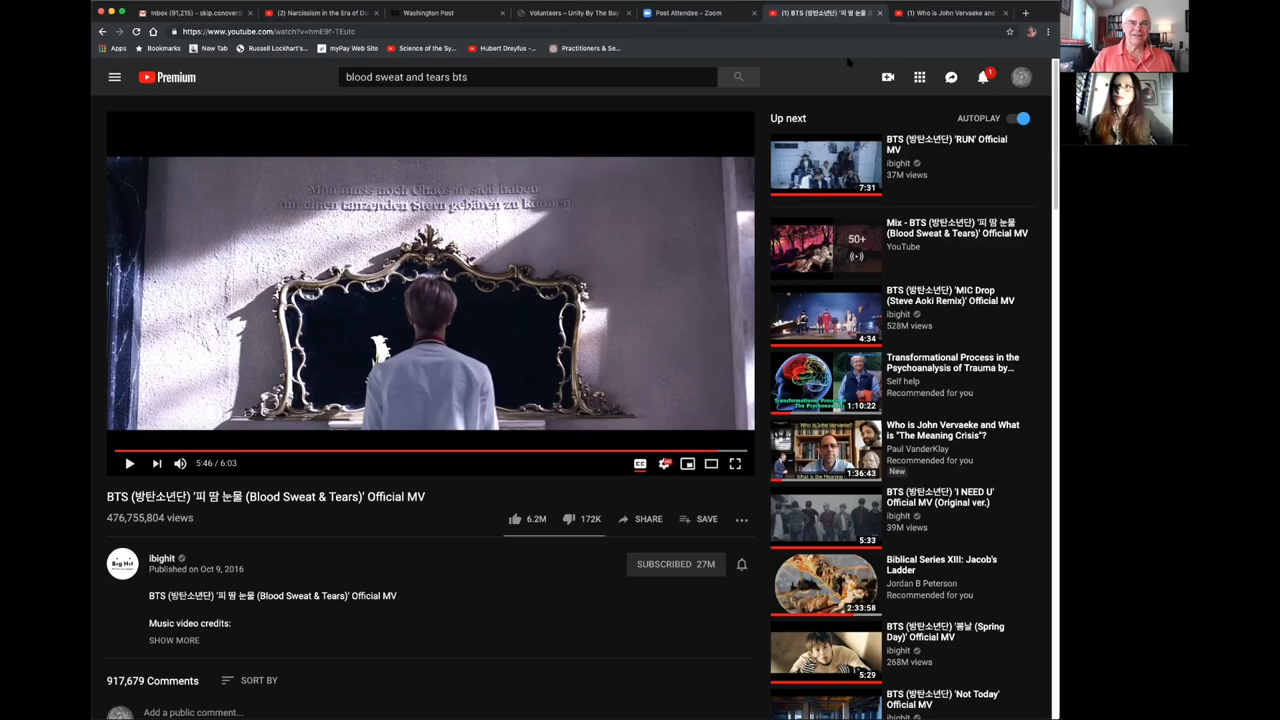 Inbox (91,215) - skip.conover
(2) Narcissism in the Era of D
Washington Post
Volunteers – Unity By The Bay
Post Attendee - Zoom
(1) BTS (방탄소년단) '피 땀 눈물
(1) Who is John Vervaeke and
https://www.youtube.com/watch?v=hmE9f-TEutc
Apps
Bookmarks
New Tab
Russell Lockhart's...
myPay Web Site
Science of the Sy...
Hubert Dreyfus -...
Practitioners & Se...
Premium
blood sweat and tears bts
1
Man muss noch Chaos in sich haben
um einen tanzenden Stern gebären zu können
5:46 / 6:03
CC
BTS (방탄소년단) '피 땀 눈물 (Blood Sweat & Tears)' Official MV
476,755,804 views
6.2M
172K
SHARE
SAVE
Big Hit
ibighit
Published on Oct 9, 2016
SUBSCRIBED 27M
BTS (방탄소년단) '피 땀 눈물 (Blood Sweat & Tears)' Official MV
Music video credits:
SHOW MORE
917,679 Comments
SORT BY
Add a public comment...
Up next
AUTOPLAY
7:31
BTS (방탄소년단) 'RUN' Official
MV
ibighit
37M views
50+
Mix - BTS (방탄소년단) '피 땀 눈물
(Blood Sweat & Tears)' Official MV
YouTube
4:34
BTS (방탄소년단) 'MIC Drop
(Steve Aoki Remix)' Official MV
ibighit
528M views
Transformational Process in
The Psychoanalysis
1:10:22
Transformational Process in the
Psychoanalysis of Trauma by...
Self help
Recommended for you
Who is John Vervaeke and What
is "The Meaning Crisis"?
Paul VanderKlay
Recommended for you
New
1:36:43
BTS (방탄소년단) 'I NEED U'
Official MV (Original ver.)
ibighit
39M views
5:33
Biblical Series XIII: Jacob's
Ladder
Jordan B Peterson
Recommended for you
2:33:58
BTS (방탄소년단) '봄날 (Spring
Day)' Official MV
ibighit
268M views
5:29
BTS (방탄소년단) 'Not Today'
Official MV
ibighit